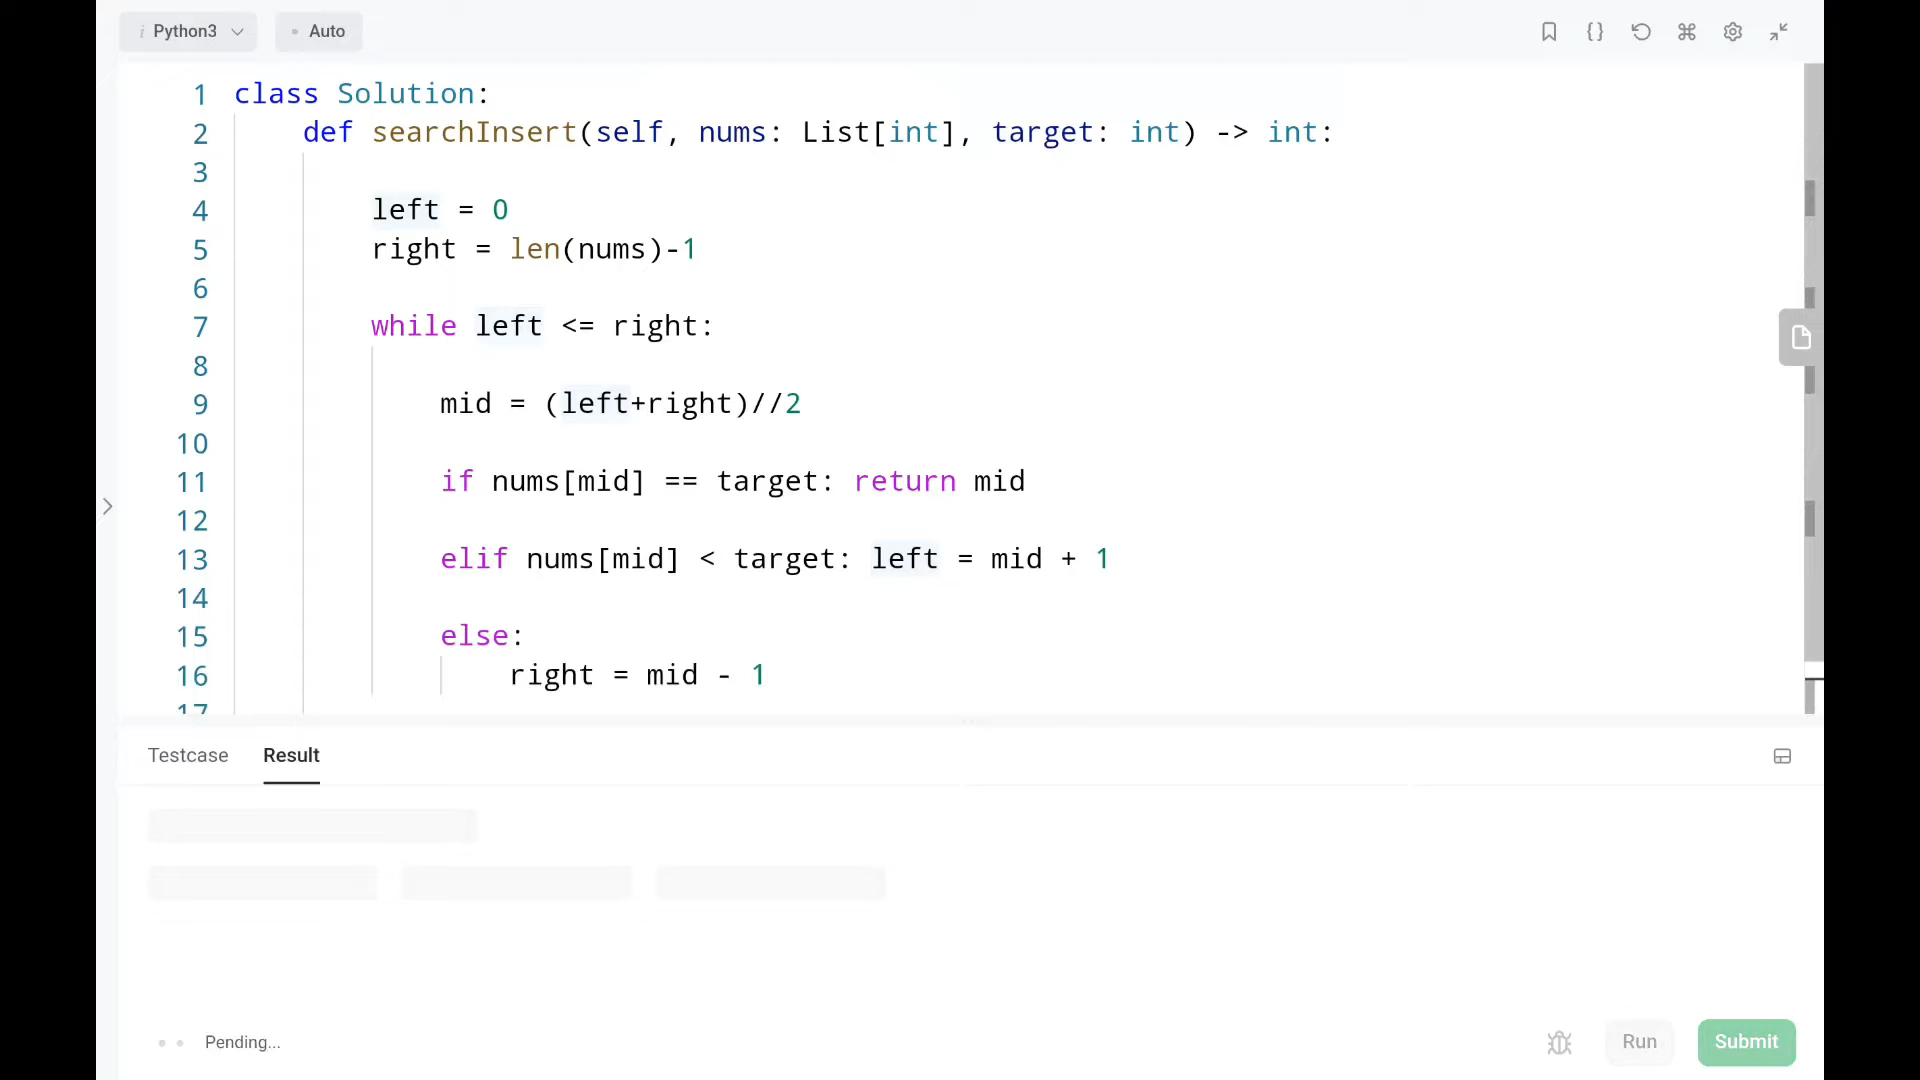 Python3
Auto
1 class Solution:
2 def searchInsert(self, nums: List[int], target: int) -> int:
3
4 left = 0
5 right = len(nums)-1
6
7 while left <= right:
8
9 mid = (left+right)//2
10
11 if nums[mid] == target: return mid
12
13 elif nums[mid] < target: left = mid + 1
14
15 else:
16 right = mid - 1
17
Testcase Result
Pending...
Run
Submit